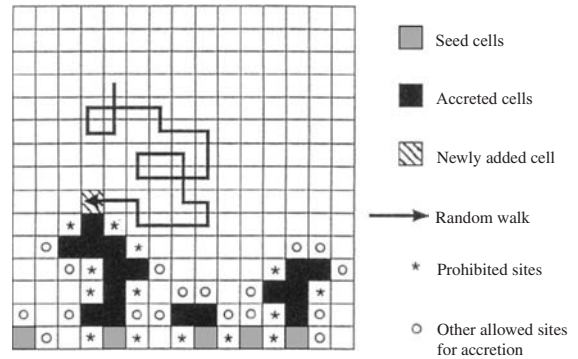 Seed cells
Accreted cells
Newly added cell
Random walk
* Prohibited sites
Other allowed sites
for accretion